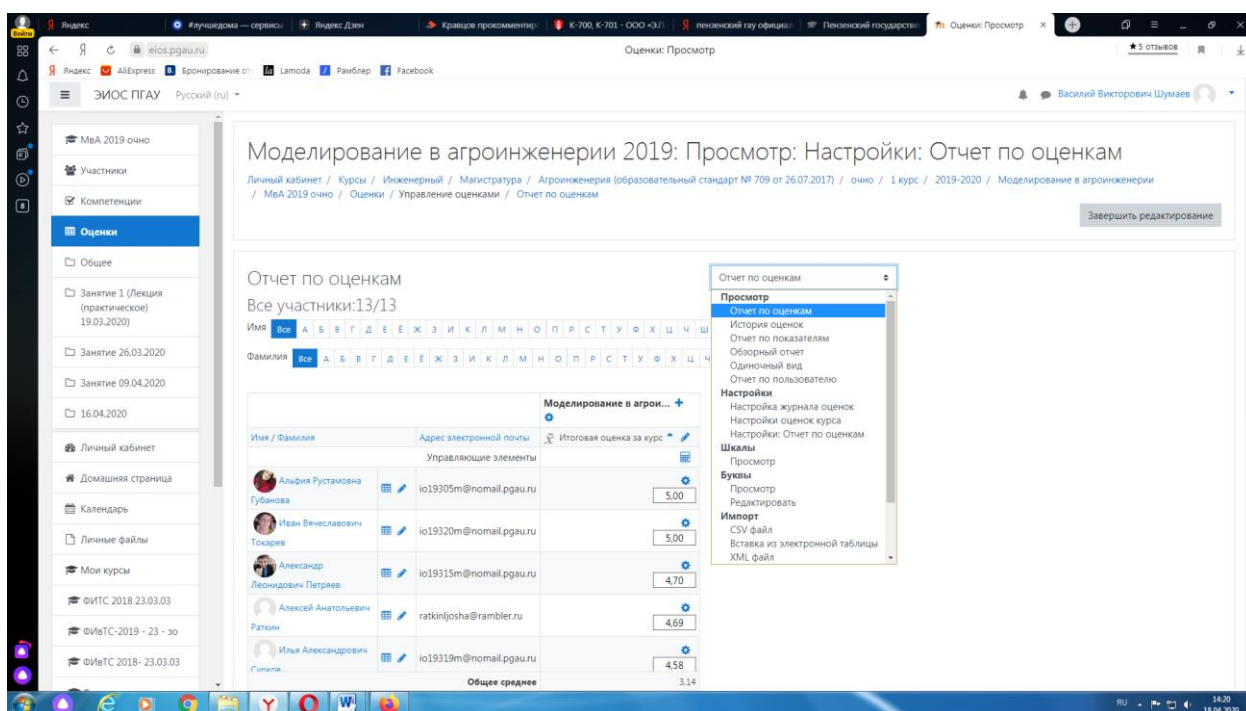 Яндекс #лучшедома — сервисы Яндекс Дзен Кравцов прокомментир К-700, К-701 - ООО «Э.П. пензенский гау официал Пензенский государстве Оценки: Просмотр
Войти
elos.pgau.ru Оценки: Просмотр ★5 отзывов
Яндекс AliExpress Бронирование от Lamoda Рамблер Facebook
ЭИОС ПГАУ Русский (ru) Василий Викторович Шумаев
МвА 2019 очно
Участники
Компетенции
Оценки
Общее
Занятие 1 (Лекция
(практическое)
19.03.2020)
Занятие 26.03.2020
Занятие 09.04.2020
16.04.2020
Личный кабинет
Домашняя страница
Календарь
Личные файлы
Мои курсы
ФИТС 2018 23.03.03
ФИвТС-2019 - 23 - зо
ФИвТС 2018- 23.03.03
Моделирование в агроинженерии 2019: Просмотр: Настройки: Отчет по оценкам
Личный кабинет / Курсы / Инженерный / Магистратура / Агроинженерия (образовательный стандарт № 709 от 26.07.2017) / очно / 1 курс / 2019-2020 / Моделирование в агроинженерии
/ МвА 2019 очно / Оценки / Управление оценками / Отчет по оценкам
Завершить редактирование
Отчет по оценкам
Все участники:13/13
Имя Все А Б В Г Д Е Ё Ж З И К Л М Н О П Р С Т У Ф Х Ц Ч Ш
Фамилия Все А Б В Г Д Е Ё Ж З И К Л М Н О П Р С Т У Ф Х Ц Ч
Отчет по оценкам
Просмотр
Отчет по оценкам
История оценок
Отчет по показателям
Обзорный отчет
Одиночный вид
Отчет по пользователю
Настройки
Настройка журнала оценок
Настройки оценок курса
Настройки: Отчет по оценкам
Шкалы
Просмотр
Буквы
Просмотр
Редактировать
Импорт
CSV файл
Вставка из электронной таблицы
XML файл
Моделирование в агрои...
Имя / Фамилия Адрес электронной почты Итоговая оценка за курс
Управляющие элементы
Альфия Рустамовна
Губанова io19305m@nomail.pgau.ru 5,00
Иван Вячеславович
Токарев io19320m@nomail.pgau.ru 5,00
Александр
Леонидович Петряев io19315m@nomail.pgau.ru 4,70
Алексей Анатольевич
Раткин ratkinljosha@rambler.ru 4,69
Илья Александрович
io19319m@nomail.pgau.ru 4,58
Общее среднее 3,14
RU 14:20
18.04.2020